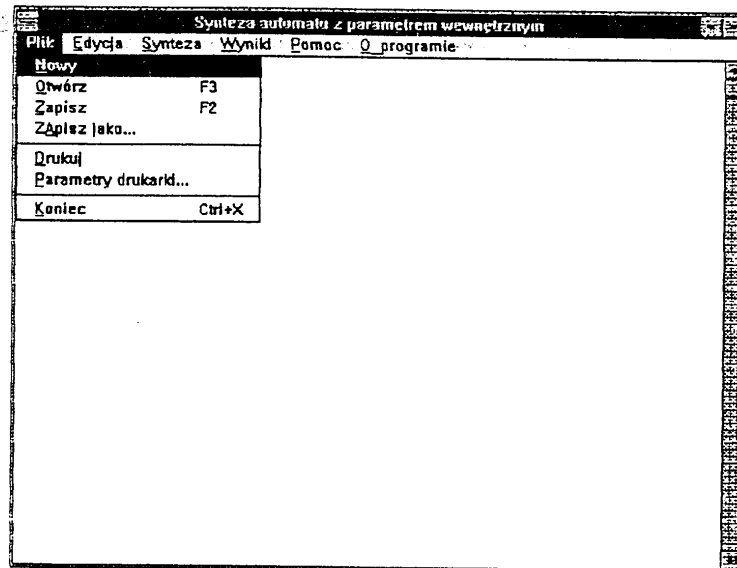 Synteza automatu z parametrem wewnętrznym
Plik Edycja Synteza Wyniki Pomoc O_programie
Nowy
Otwórz F3
Zapisz F2
ZApisz jako...
Drukuj
Parametry drukarki...
Koniec Ctrl+X